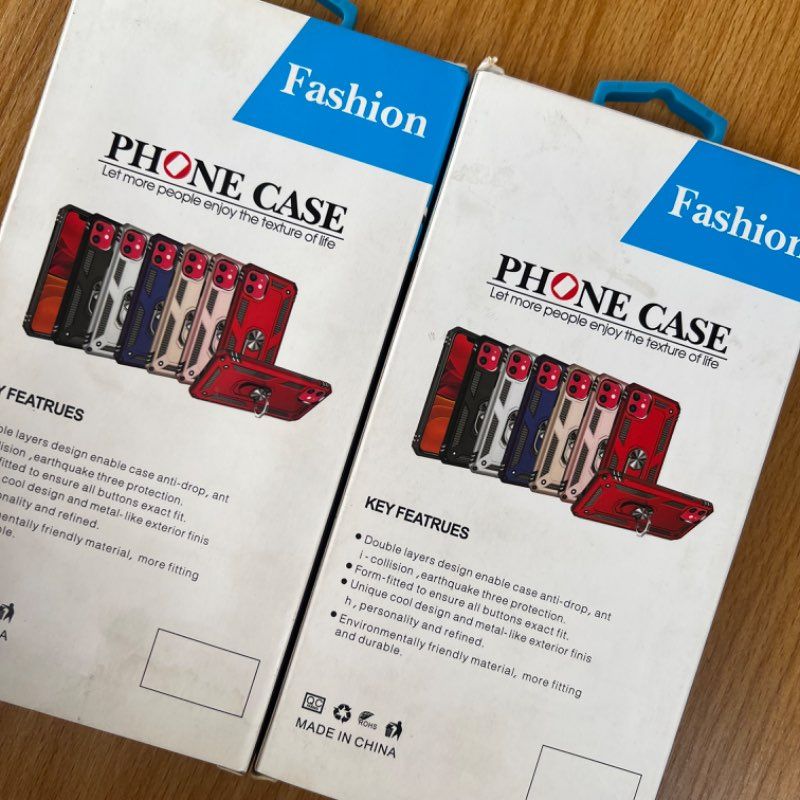 Fashion
PHONE CASE
Let more people enjoy the texture of life
Y FEATRUES
ble layers design enable case anti-drop, ant
lision ,earthquake three protection.
fitted to ensure all buttons exact fit.
cool design and metal-like exterior finis
onality and refined.
mentally friendly material, more fitting
ble.
A
Fashion
PHONE CASE
Let more people enjoy the texture of life
KEY FEATRUES
● Double layers design enable case anti-drop, ant
i - collision ,earthquake three protection.
● Form-fitted to ensure all buttons exact fit.
● Unique cool design and metal-like exterior finis
h, personality and refined.
● Environmentally friendly material, more fitting
and durable.
QC
ROHS
MADE IN CHINA